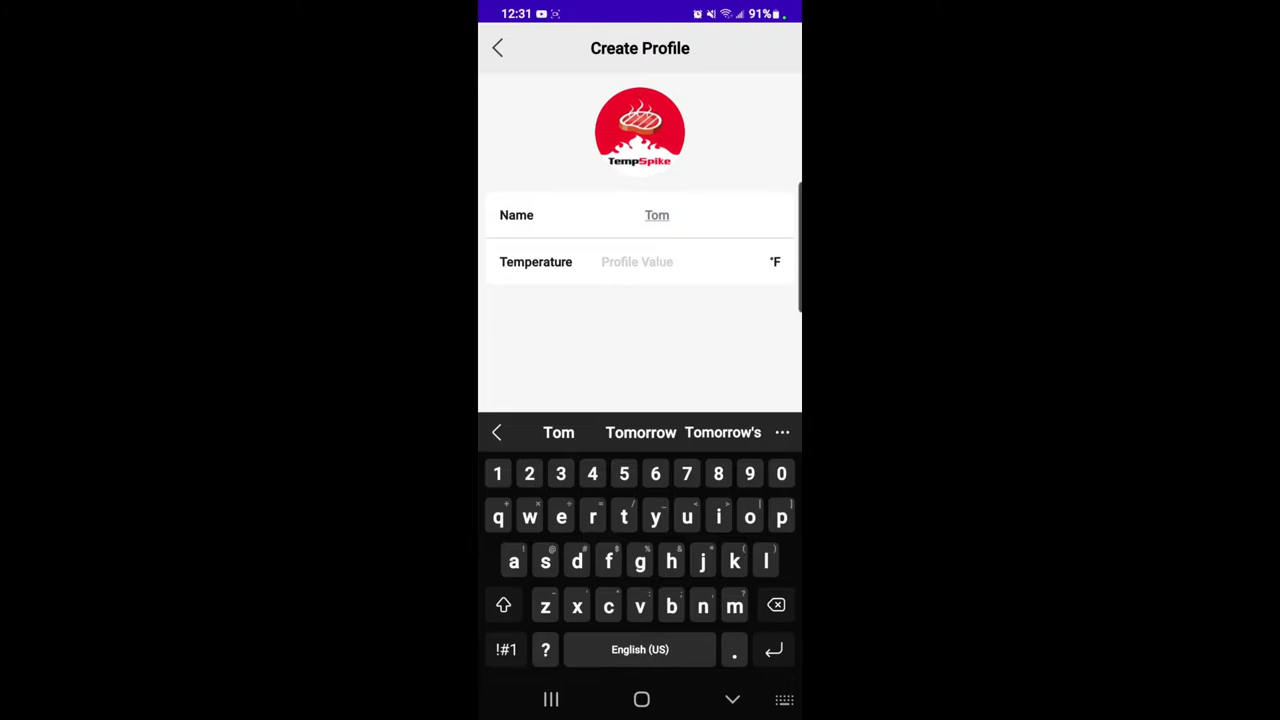 12:31 91%
Create Profile
TempSpike
Name Tom
Temperature Profile Value °F
Tom Tomorrow Tomorrow's ...
1 2 3 4 5 6 7 8 9 0
q w e r t y u i o p
a s d f g h j k l
z x c v b n m
!#1 ? English (US) .